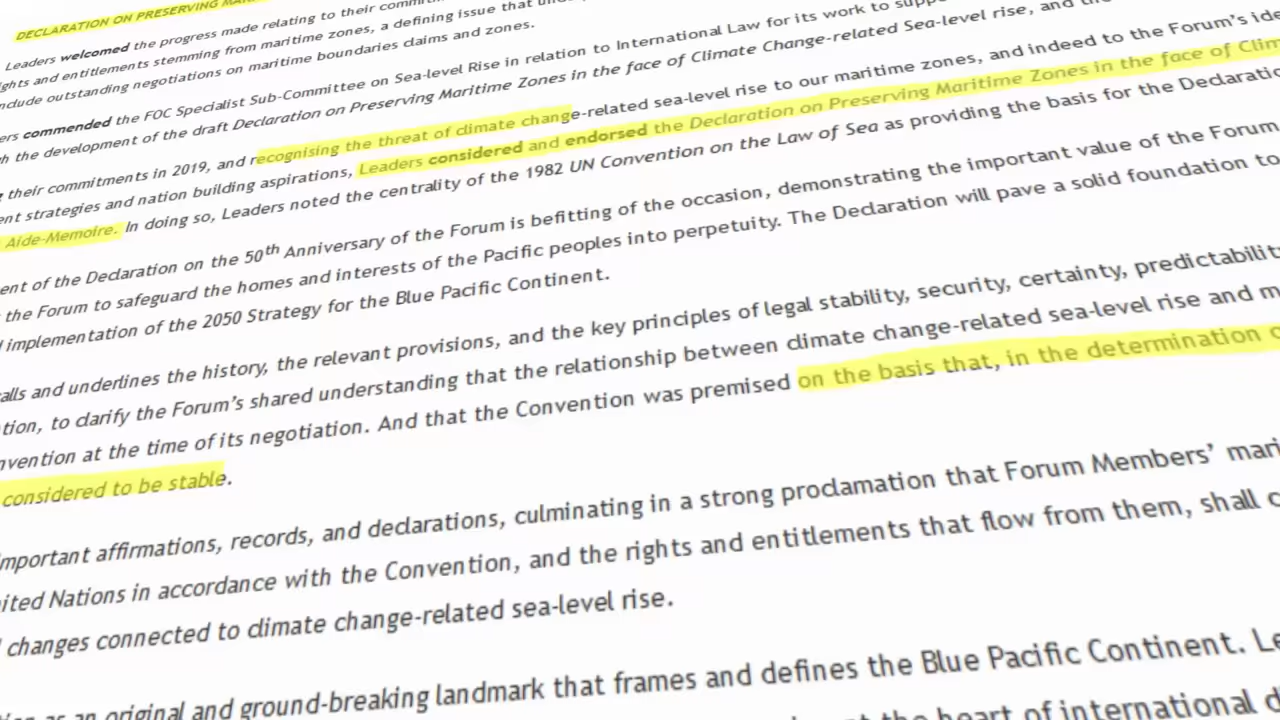 DECLARATION ON PRESERVING
Leaders welcomed the progress made relating to their
ights and entitlements stemming from maritime zones, a defining issue that
nclude outstanding negotiations on maritime boundaries claims and zones.
ers commended the FOC Specialist Sub-Committee on Sea-level Rise in relation to International Law for its work to
h the development of the draft Declaration on Preserving Maritime Zones in the face of Climate Change-related Sea-level rise, and
their commitments in 2019, and recognising the threat of climate change-related sea-level rise to our maritime zones, and indeed to the Forum's
ent strategies and nation building aspirations, Leaders considered and endorsed the Declaration on Preserving Maritime Zones in the face of Clim
Aide-Memoire. In doing so, Leaders noted the centrality of the 1982 UN Convention on the Law of Sea as providing the basis for the Declaratio
ent of the Declaration on the 50th Anniversary of the Forum is befitting of the occasion, demonstrating the important value of the Forum
the Forum to safeguard the homes and interests of the Pacific peoples into perpetuity. The Declaration will pave a solid foundation to
implementation of the 2050 Strategy for the Blue Pacific Continent.
alls and underlines the history, the relevant provisions, and the key principles of legal stability, security, certainty, predictabilit
tion, to clarify the Forum's shared understanding that the relationship between climate change-related sea-level rise and m
nvention at the time of its negotiation. And that the Convention was premised on the basis that, in the determination o
considered to be stable.
important affirmations, records, and declarations, culminating in a strong proclamation that Forum Members' mari
ited Nations in accordance with the Convention, and the rights and entitlements that flow from them, shall c
changes connected to climate change-related sea-level rise.
as an original and ground-breaking landmark that frames and defines the Blue Pacific Continent. Le
the heart of international d